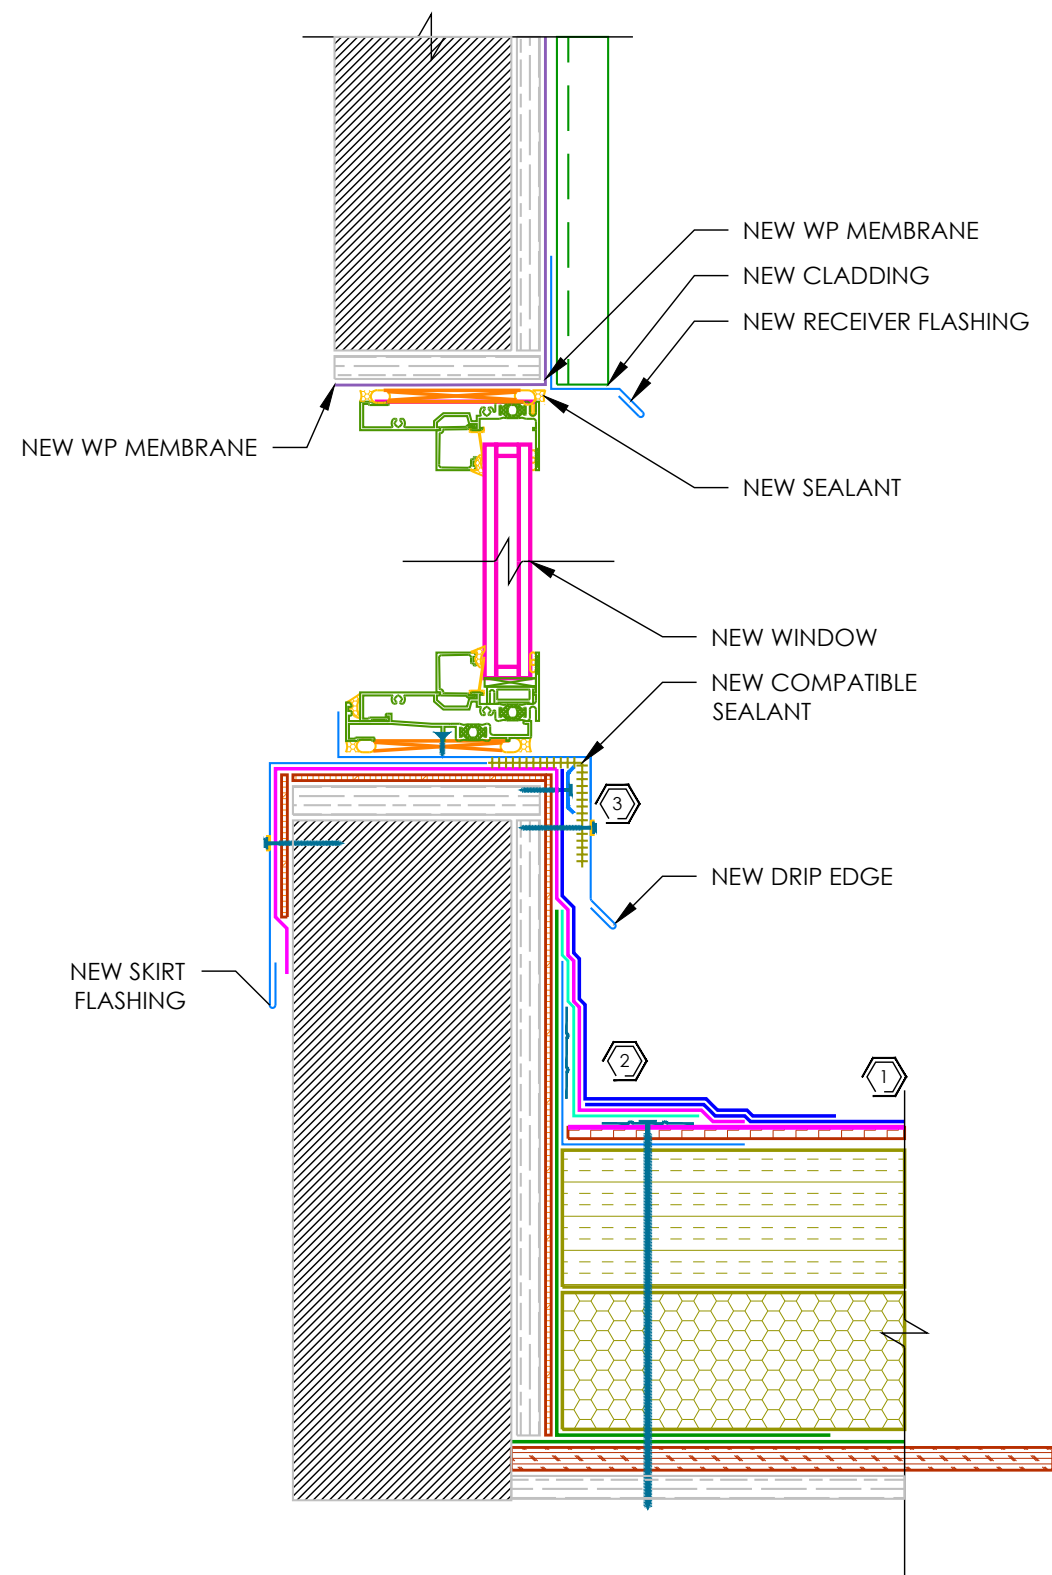 NEW WP MEMBRANE
NEW CLADDING
NEW RECEIVER FLASHING
NEW WP MEMBRANE
NEW SEALANT
NEW WINDOW
NEW COMPATIBLE
SEALANT
3
NEW DRIP EDGE
NEW SKIRT
FLASHING
2
1